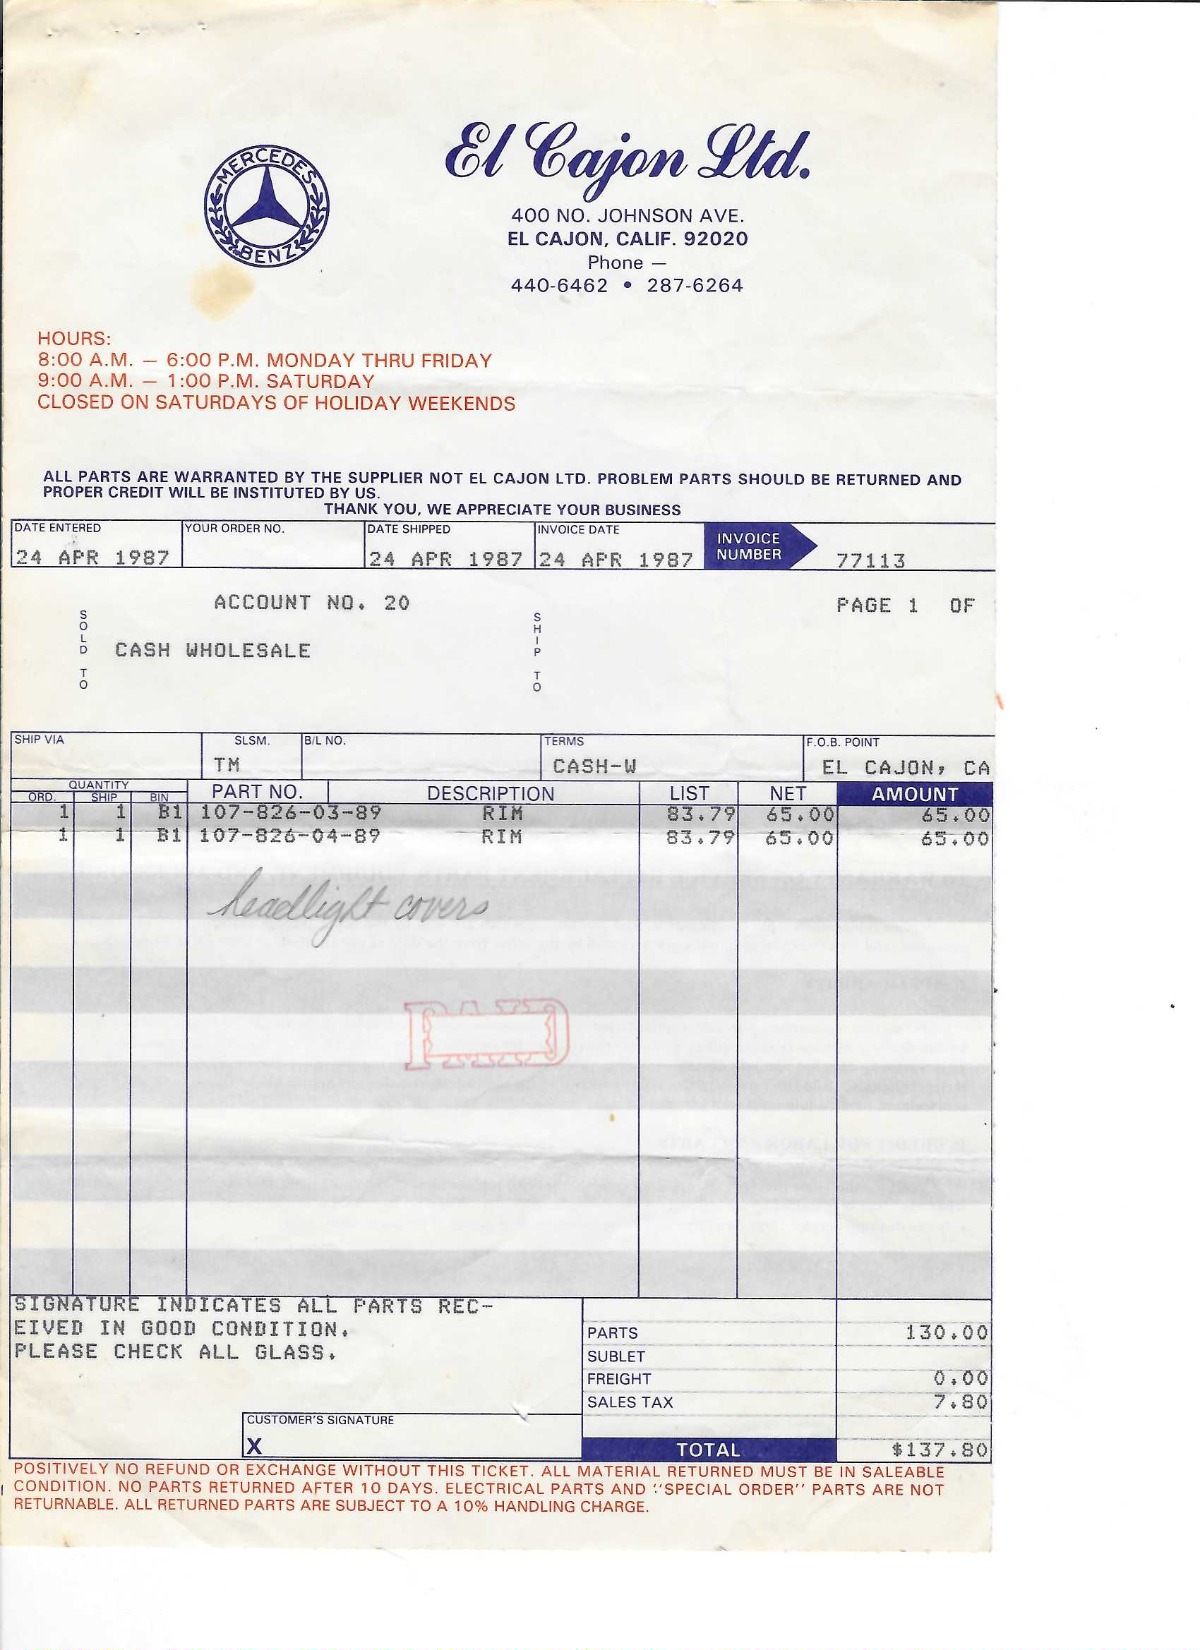 MERCEDES
BENZ
El Cajon Ltd.
400 NO. JOHNSON AVE.
EL CAJON, CALIF. 92020
Phone —
440-6462 • 287-6264
HOURS:
8:00 A.M. — 6:00 P.M. MONDAY THRU FRIDAY
9:00 A.M. — 1:00 P.M. SATURDAY
CLOSED ON SATURDAYS OF HOLIDAY WEEKENDS
ALL PARTS ARE WARRANTED BY THE SUPPLIER NOT EL CAJON LTD. PROBLEM PARTS SHOULD BE RETURNED AND
PROPER CREDIT WILL BE INSTITUTED BY US.
THANK YOU, WE APPRECIATE YOUR BUSINESS
DATE ENTERED YOUR ORDER NO. DATE SHIPPED INVOICE DATE INVOICE NUMBER
24 APR 1987 24 APR 1987 24 APR 1987 77113
ACCOUNT NO. 20 PAGE 1 OF
SOLD TO CASH WHOLESALE SHIP TO
SHIP VIA SLSM. B/L NO. TERMS F.O.B. POINT
TM CASH-W EL CAJON, CA
QUANTITY
ORD. SHIP BIN PART NO. DESCRIPTION LIST NET AMOUNT
1 1 B1 107-826-03-89 RIM 83.79 65.00 65.00
1 1 B1 107-826-04-89 RIM 83.79 65.00 65.00
headlight covers
PAID
SIGNATURE INDICATES ALL PARTS REC-
EIVED IN GOOD CONDITION.
PLEASE CHECK ALL GLASS.
PARTS 130.00
SUBLET
FREIGHT 0.00
SALES TAX 7.80
CUSTOMER'S SIGNATURE
X
TOTAL $137.80
POSITIVELY NO REFUND OR EXCHANGE WITHOUT THIS TICKET. ALL MATERIAL RETURNED MUST BE IN SALEABLE
CONDITION. NO PARTS RETURNED AFTER 10 DAYS. ELECTRICAL PARTS AND "SPECIAL ORDER" PARTS ARE NOT
RETURNABLE. ALL RETURNED PARTS ARE SUBJECT TO A 10% HANDLING CHARGE.